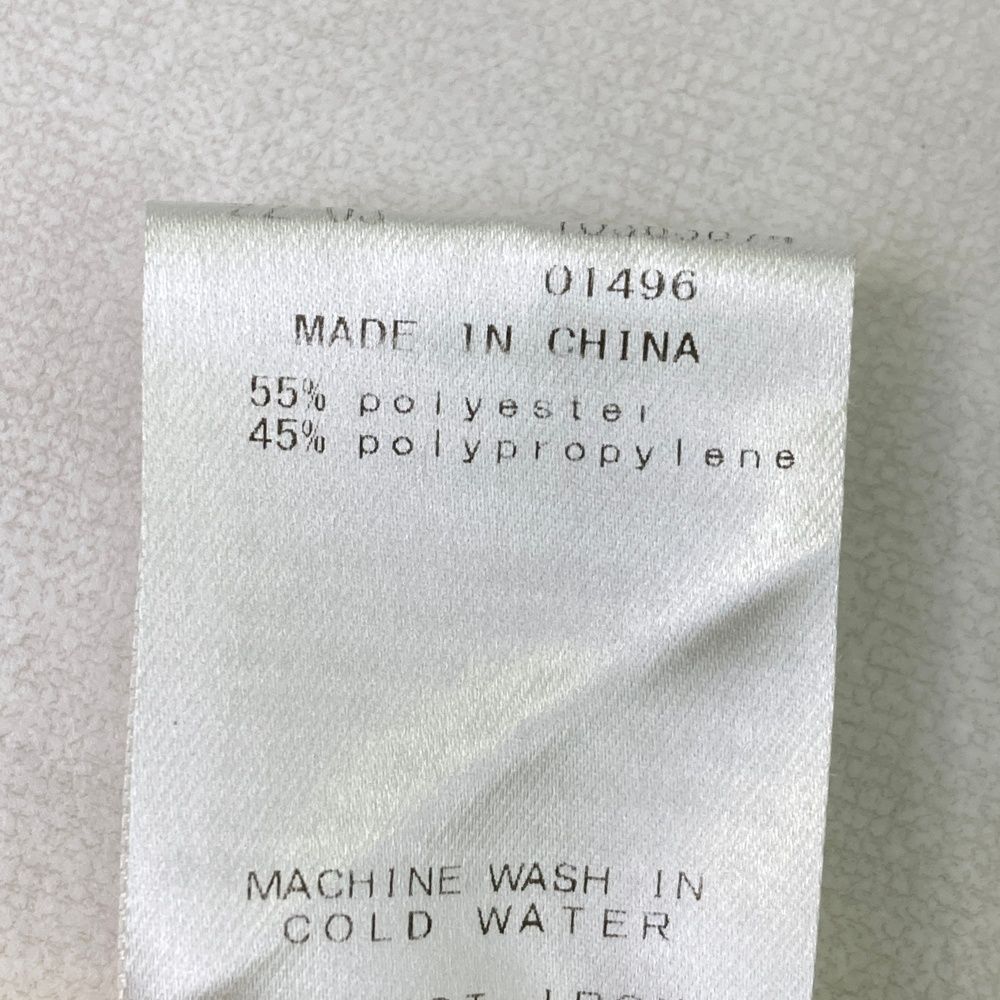 01496
MADE IN CHINA
55% polyester
45% polypropylene
MACHINE WASH IN
COLD WATER